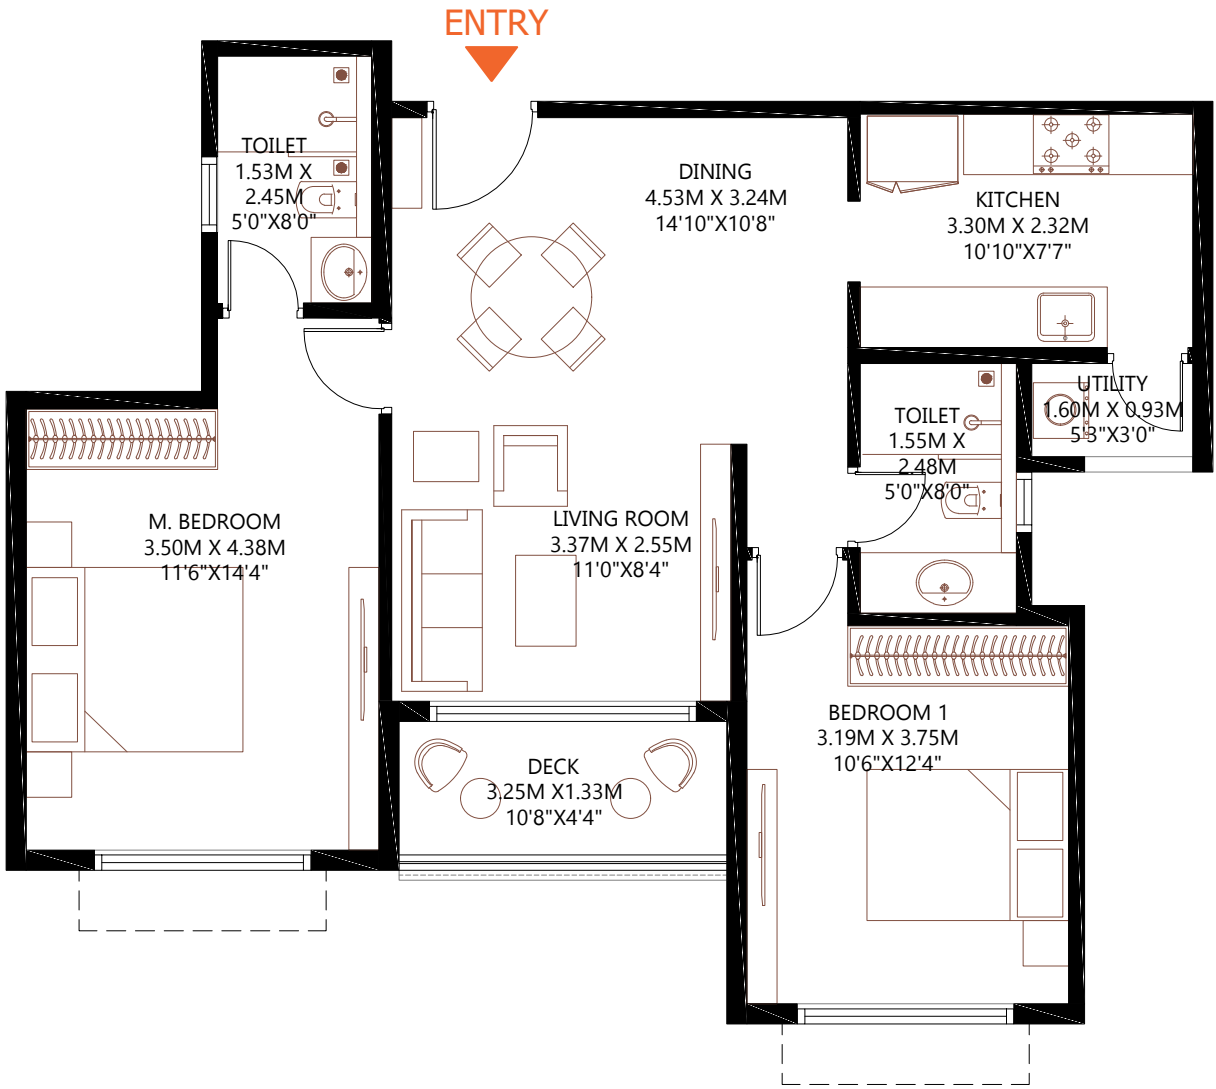 ENTRY
TOILET
1.53M X
2.45M
5'0"X8'0"
DINING
4.53M X 3.24M
14'10"X10'8"
KITCHEN
3.30M X 2.32M
10'10"X7'7"
UTILITY
1.60M X 0.93M
5'3"X3'0"
TOILET
1.55M X
2.48M
5'0"X8'0"
M. BEDROOM
3.50M X 4.38M
11'6"X14'4"
LIVING ROOM
3.37M X 2.55M
11'0"X8'4"
BEDROOM 1
3.19M X 3.75M
10'6"X12'4"
DECK
3.25M X1.33M
10'8"X4'4"